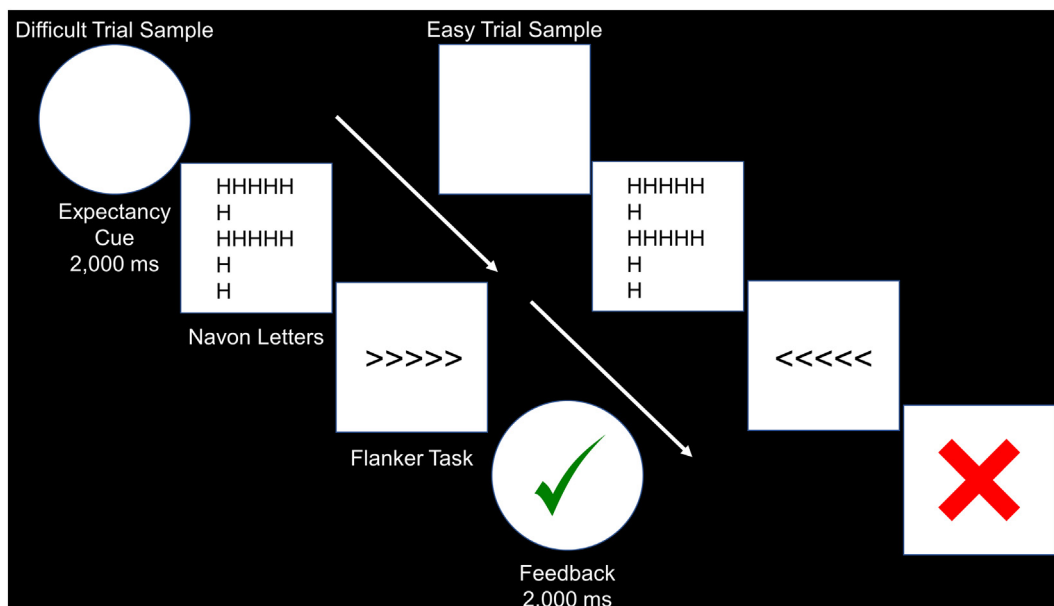 Difficult Trial Sample
Expectancy
Cue
2,000 ms
HHHHH
H
HHHHH
H
H
Navon Letters
>>>>>
Flanker Task
Feedback
2,000 ms
Easy Trial Sample
HHHHH
H
HHHHH
H
H
<<<<<